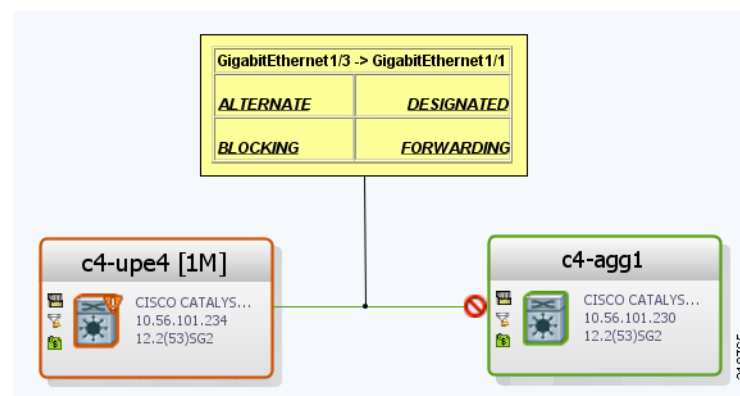 GigabitEthernet1/3 -> GigabitEthernet1/1
ALTERNATE DESIGNATED
BLOCKING FORWARDING
c4-upe4 [1M]
CISCO CATALYS...
10.56.101.234
12.2(53)SG2
c4-agg1
CISCO CATALYS...
10.56.101.230
12.2(53)SG2